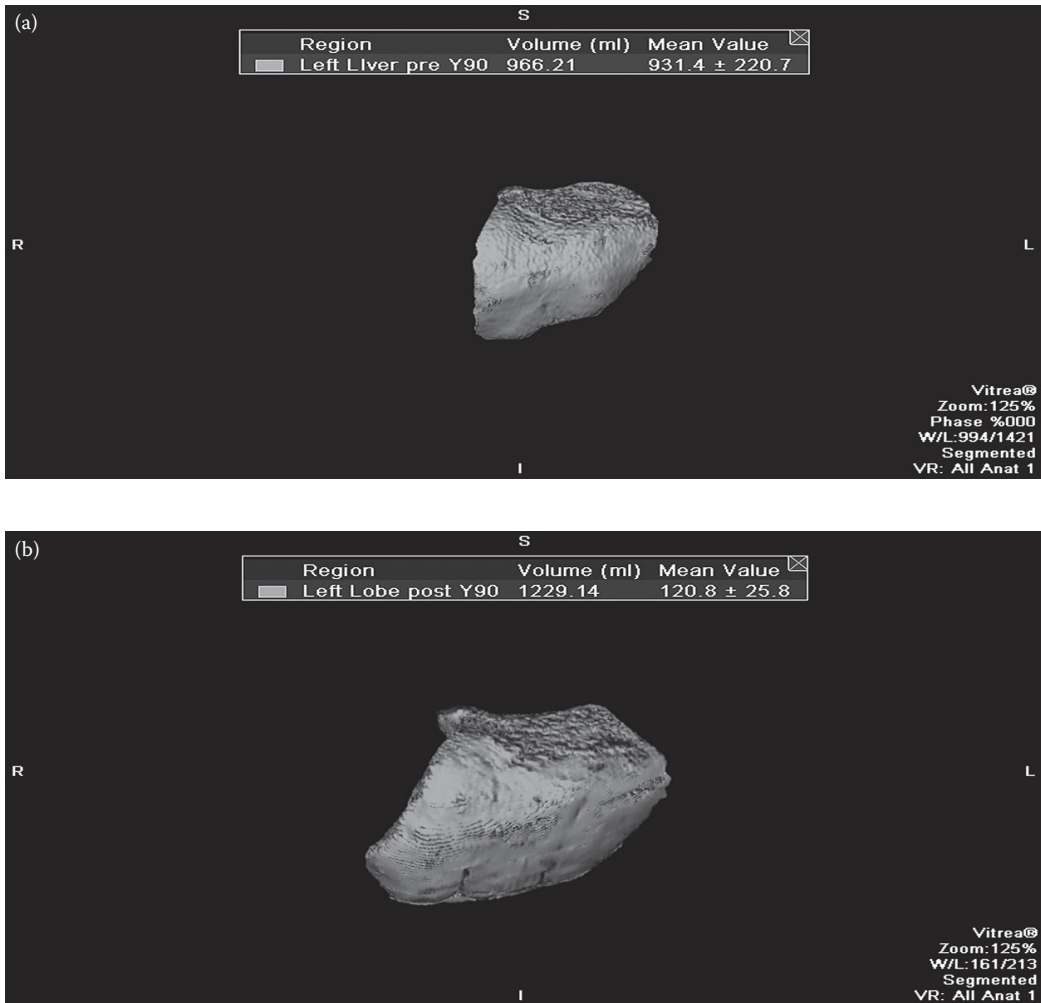 (a)
S
Region Volume (ml) Mean Value
Left LIver pre Y90 966.21 931.4 ± 220.7
R
L
Vitrea®
Zoom:125%
Phase %000
W/L:994/1421
Segmented
VR: All Anat 1
I
(b)
S
Region Volume (ml) Mean Value
Left Lobe post Y90 1229.14 120.8 ± 25.8
R
L
Vitrea®
Zoom:125%
W/L:161/213
Segmented
VR: All Anat 1
I